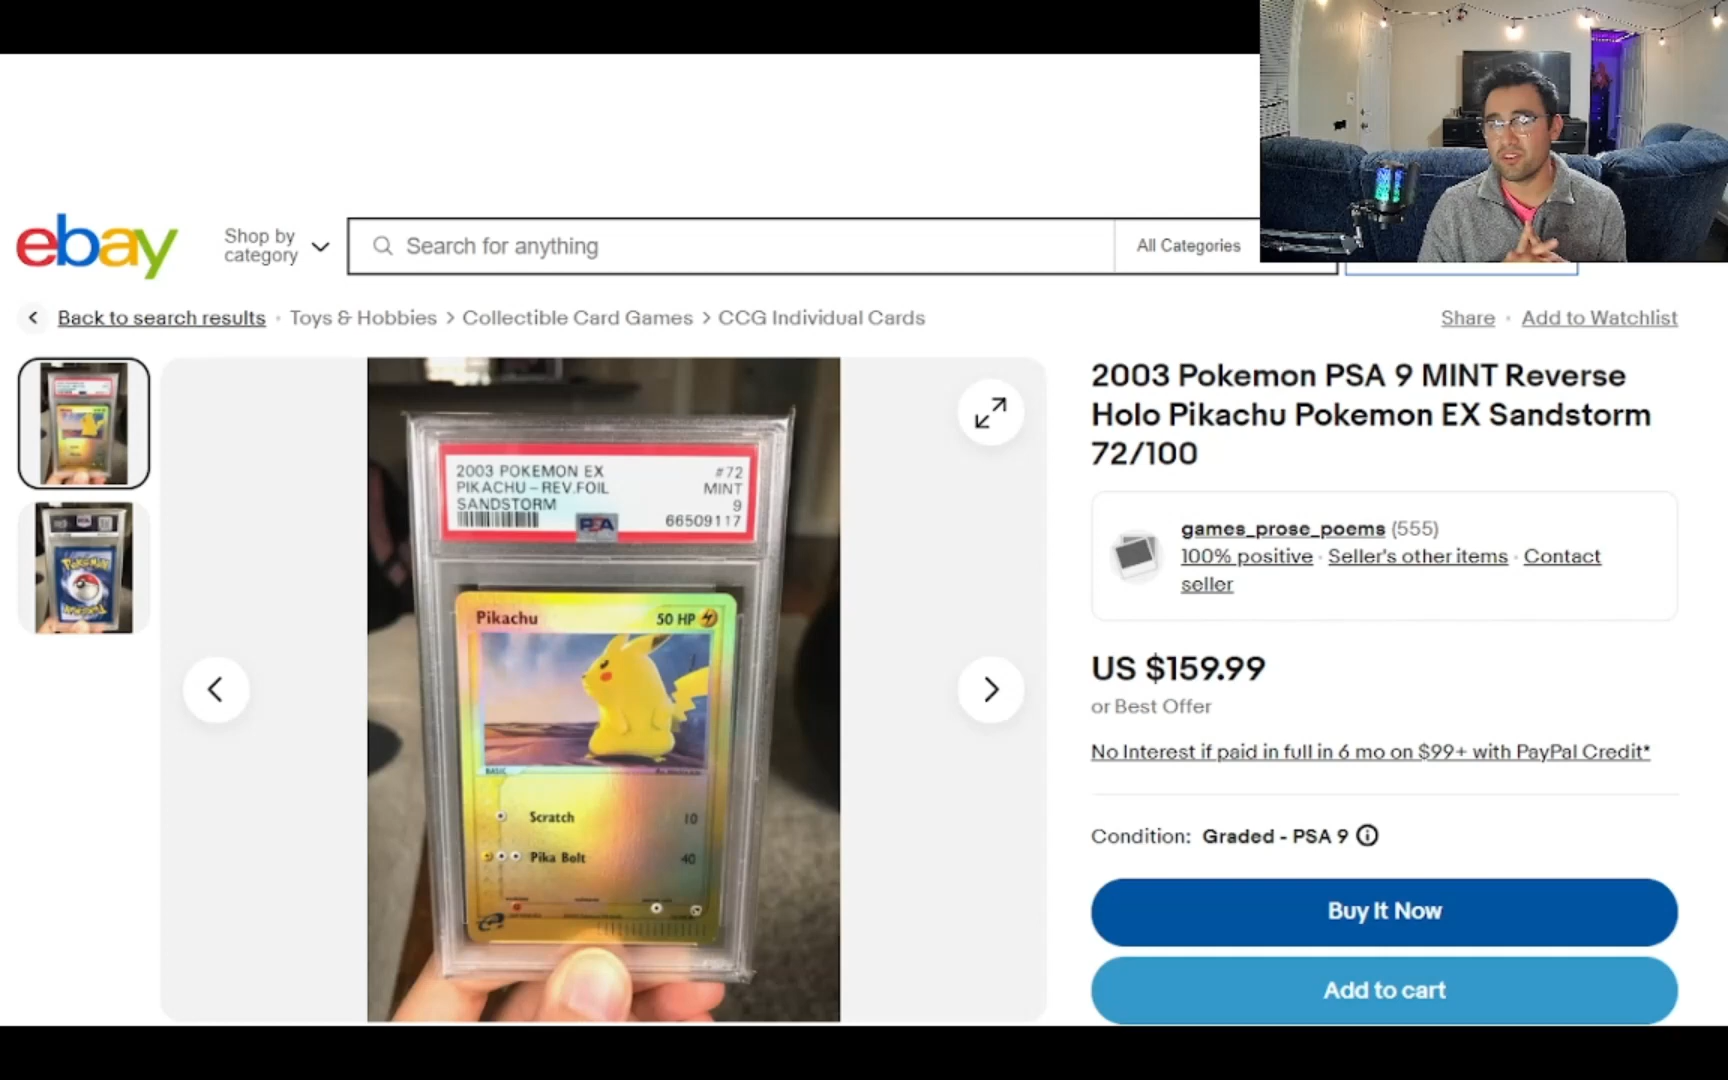 ebay
Shop by
category
Search for anything
All Categories
Back to search results
Toys & Hobbies > Collectible Card Games > CCG Individual Cards
Share
Add to Watchlist
2003 POKEMON EX #72
PIKACHU - REV.FOIL MINT
SANDSTORM 9
PSA 66509117
Pikachu 50 HP
BASIC
Scratch 10
Pika Bolt 40
2003 Pokemon PSA 9 MINT Reverse
Holo Pikachu Pokemon EX Sandstorm
72/100
games_prose_poems (555)
100% positive · Seller's other items · Contact
seller
US $159.99
or Best Offer
No Interest if paid in full in 6 mo on $99+ with PayPal Credit*
Condition: Graded - PSA 9
Buy It Now
Add to cart